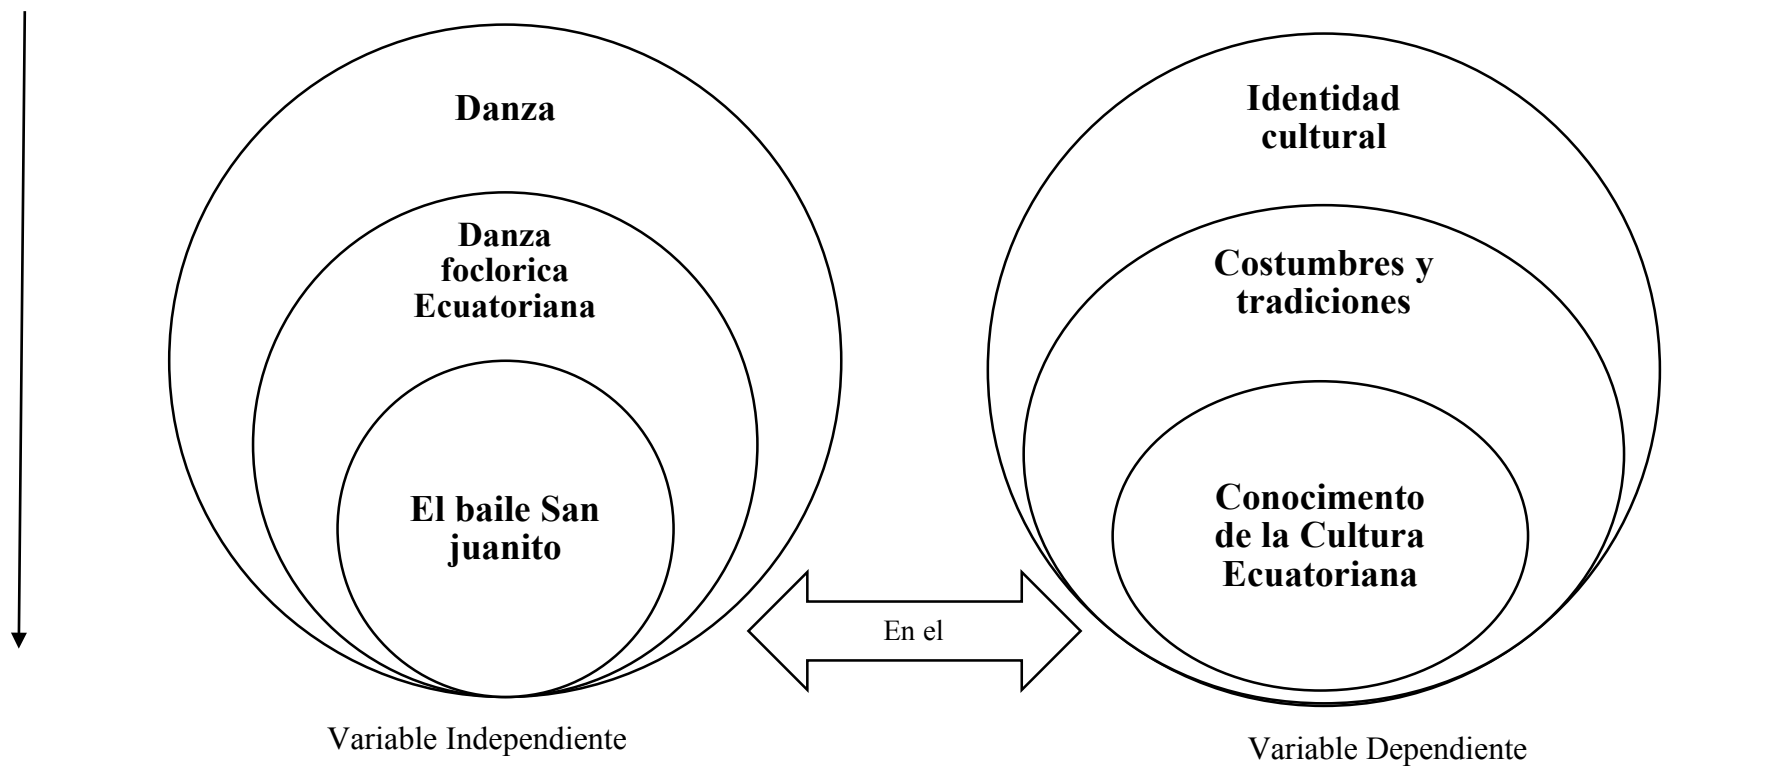 Danza
Danza
foclorica
Ecuatoriana
El baile San
juanito
Variable Independiente
En el
Identidad
cultural
Costumbres y
tradiciones
Conocimento
de la Cultura
Ecuatoriana
Variable Dependiente